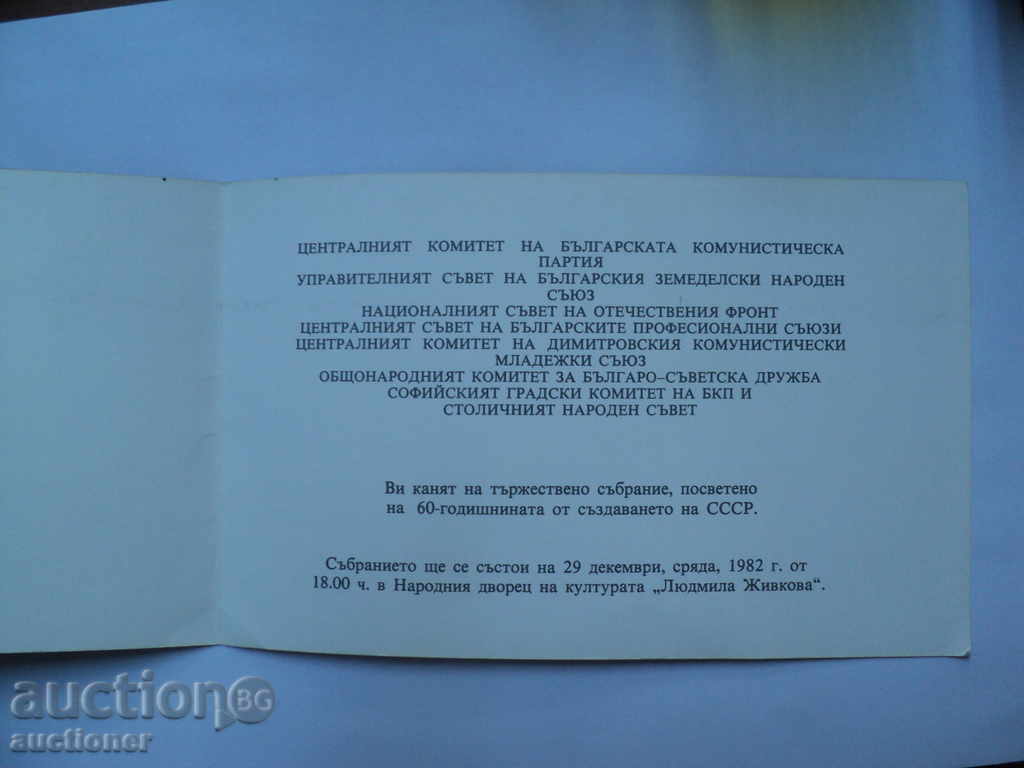 ЦЕНТРАЛНИЯТ КОМИТЕТ НА БЪЛГАРСКАТА КОМУНИСТИЧЕСКА
ПАРТИЯ
УПРАВИТЕЛНИЯТ СЪВЕТ НА БЪЛГАРСКИЯ ЗЕМЕДЕЛСКИ НАРОДЕН
СЪЮЗ
НАЦИОНАЛНИЯТ СЪВЕТ НА ОТЕЧЕСТВЕНИЯ ФРОНТ
ЦЕНТРАЛНИЯТ СЪВЕТ НА БЪЛГАРСКИТЕ ПРОФЕСИОНАЛНИ СЪЮЗИ
ЦЕНТРАЛНИЯТ КОМИТЕТ НА ДИМИТРОВСКИЯ КОМУНИСТИЧЕСКИ
МЛАДЕЖКИ СЪЮЗ
ОБЩОНАРОДНИЯТ КОМИТЕТ ЗА БЪЛГАРО-СЪВЕТСКА ДРУЖБА
СОФИЙСКИЯТ ГРАДСКИ КОМИТЕТ НА БКП И
СТОЛИЧНИЯТ НАРОДЕН СЪВЕТ
Ви канят на тържествено събрание, посветено
на 60-годишнината от създаването на СССР.
Събранието ще се състои на 29 декември, сряда, 1982 г. от
18.00 ч. в Народния дворец на културата „Людмила Живкова“.
auction BG
auctioner